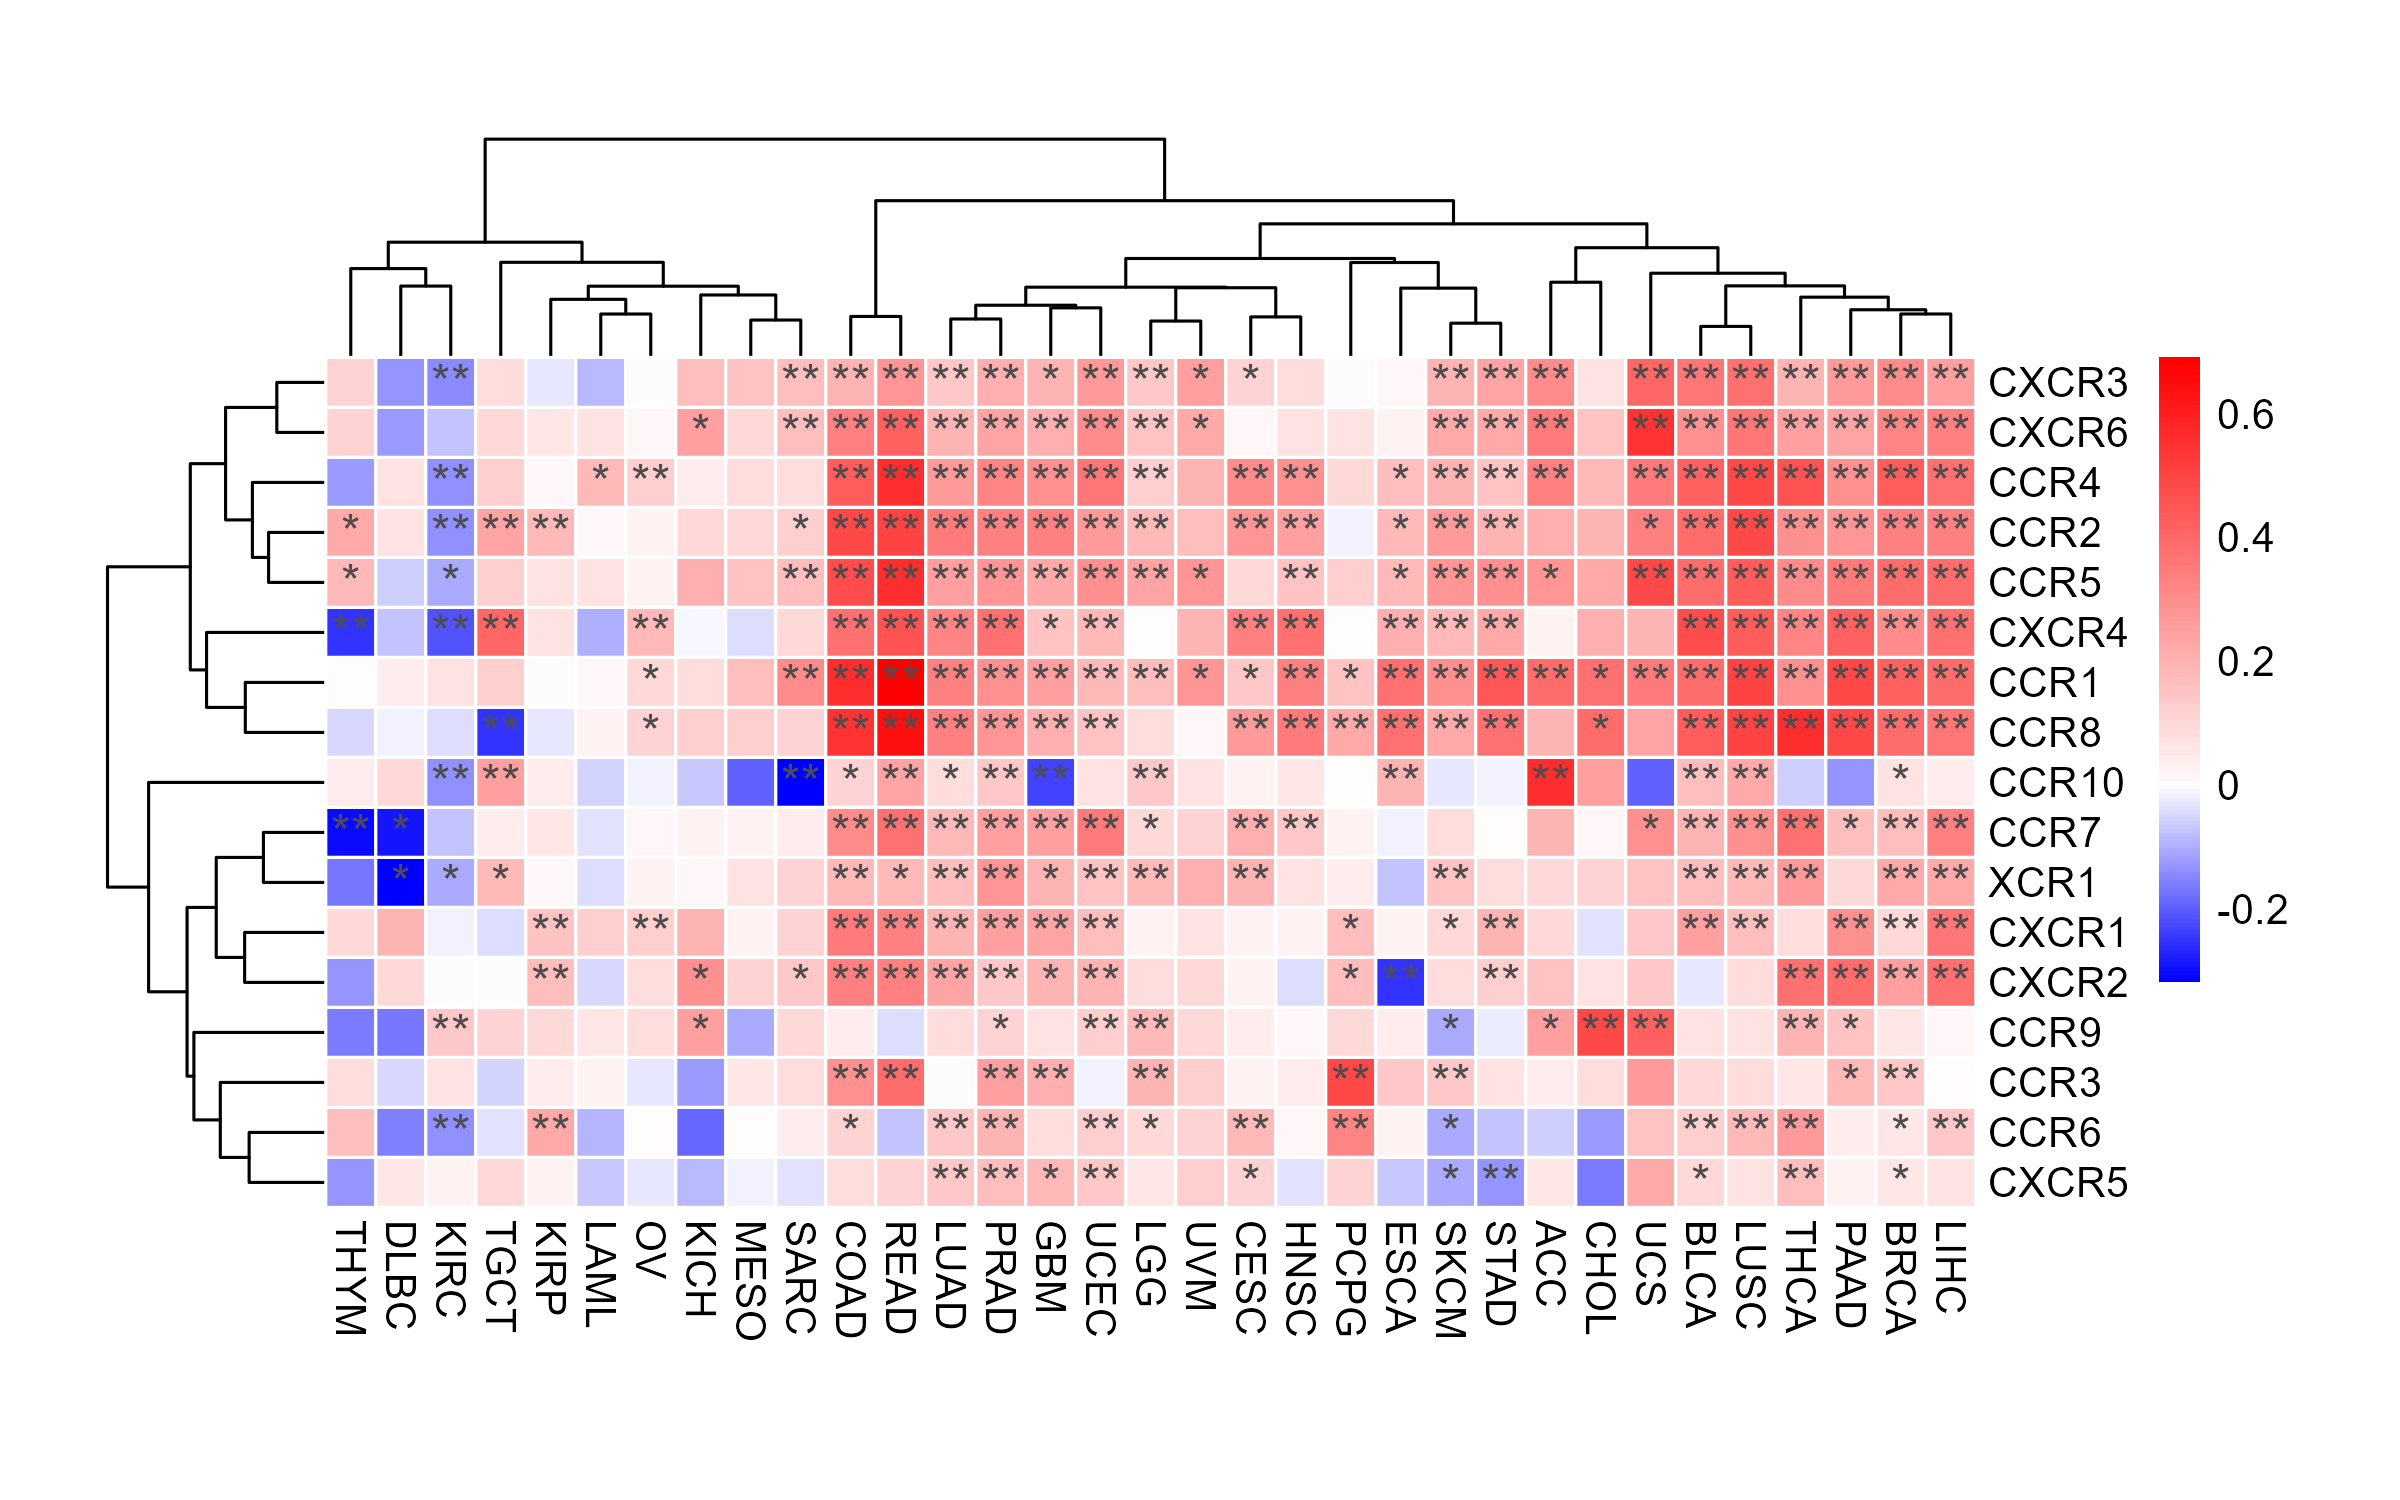 ** ** ** ** ** ** ** * ** ** * * ** ** ** ** ** ** ** ** ** ** CXCR3
* ** ** ** ** ** ** ** ** * ** ** ** ** ** ** ** ** ** ** CXCR6
** * ** ** ** ** ** ** ** ** ** ** * ** ** ** ** ** ** ** ** ** ** CCR4
* ** ** ** * ** ** ** ** ** ** ** ** ** * ** ** * ** ** ** ** ** ** CCR2
* * ** ** ** ** ** ** ** ** * ** * ** ** * ** ** ** ** ** ** ** CCR5
** ** ** ** ** ** ** ** * ** ** ** ** ** ** ** ** ** ** ** ** CXCR4
* ** ** ** ** ** ** ** ** * * ** * ** ** ** ** * ** ** ** ** ** ** ** CCR1
** * ** ** ** ** ** ** ** ** ** ** ** ** * ** ** ** ** ** ** CCR8
** ** ** * ** * ** ** ** ** ** ** ** * CCR10
** * ** ** ** ** ** ** * ** ** * ** ** ** * ** ** CCR7
* * * ** * ** ** * ** ** ** ** ** ** ** ** ** XCR1
** ** ** ** ** ** ** ** * * ** ** ** ** ** ** CXCR1
** * * ** ** ** ** * ** * ** ** ** ** ** ** CXCR2
** * * ** ** * * ** ** ** * CCR9
** ** ** ** ** ** ** * ** CCR3
** ** * ** ** ** * ** ** * ** ** ** * ** CCR6
** ** * ** * * ** * ** * CXCR5
THYM
DLBC
KIRC
TGCT
KIRP
LAML
OV
KICH
MESO
SARC
COAD
READ
LUAD
PRAD
GBM
UCEC
LGG
UVM
CESC
HNSC
PCPG
ESCA
SKCM
STAD
ACC
CHOL
UCS
BLCA
LUSC
THCA
PAAD
BRCA
LIHC
0.6
0.4
0.2
0
-0.2